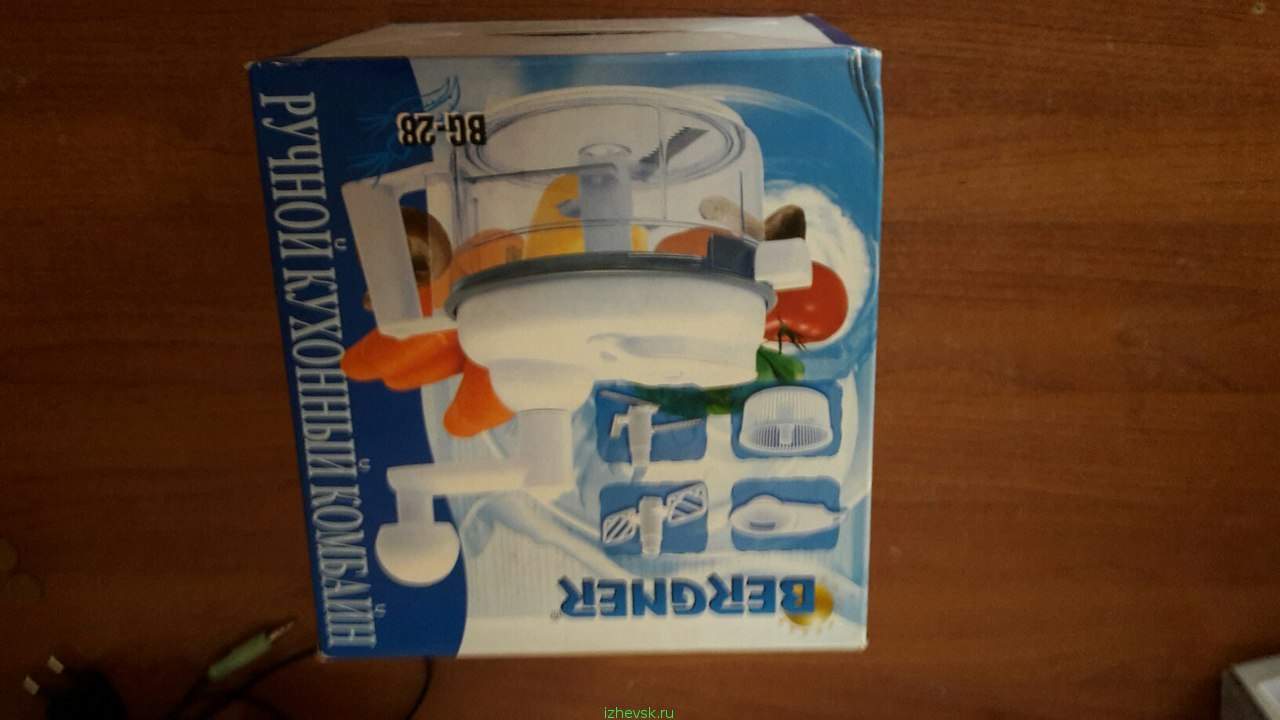 BERGNER®
РУЧНОЙ КУХОННЫЙ КОМБАЙН
BG-28
izhevsk.ru